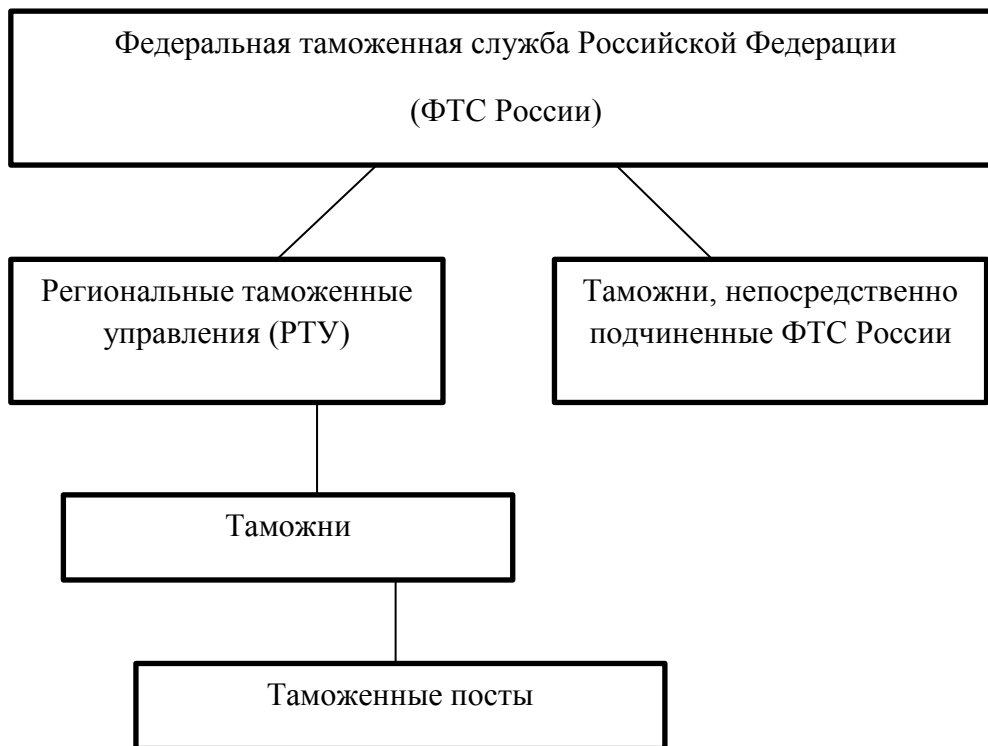 Федеральная таможенная служба Российской Федерации
(ФТС России)
Региональные таможенные
управления (РТУ)
Таможни, непосредственно
подчиненные ФТС России
Таможни
Таможенные посты